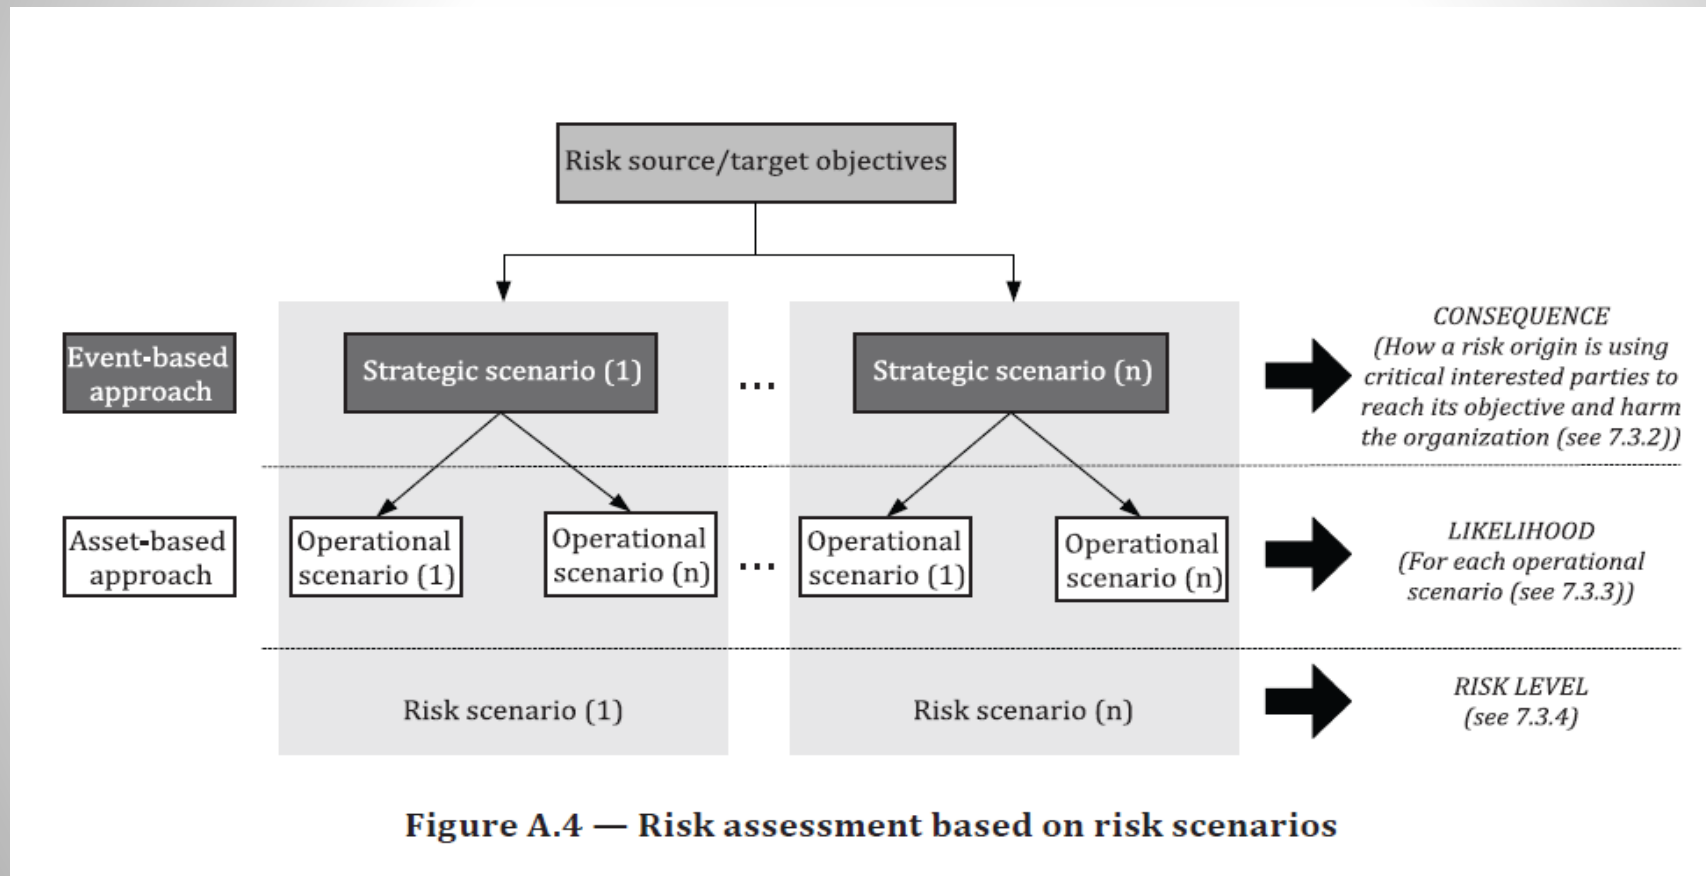 Risk source/target objectives
Event-based
approach
Strategic scenario (1)
...
Strategic scenario (n)
CONSEQUENCE
(How a risk origin is using
critical interested parties to
reach its objective and harm
the organization (see 7.3.2))
Asset-based
approach
Operational
scenario (1)
Operational
scenario (n)
...
Operational
scenario (1)
Operational
scenario (n)
LIKELIHOOD
(For each operational
scenario (see 7.3.3))
Risk scenario (1)
Risk scenario (n)
RISK LEVEL
(see 7.3.4)
Figure A.4 — Risk assessment based on risk scenarios